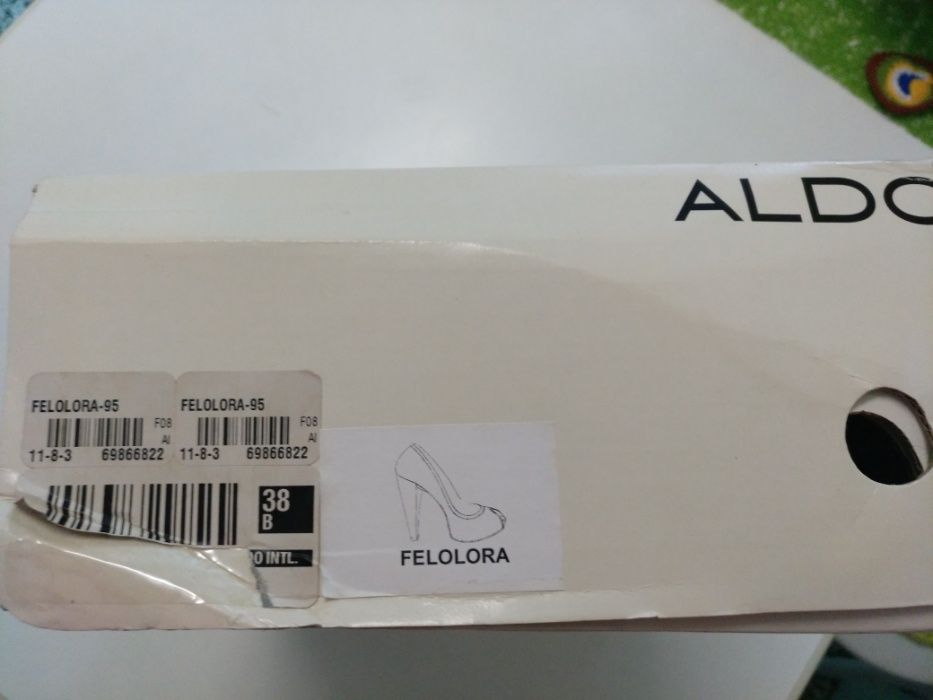 ALDO
FELOLORA-95
F08
AI
11-8-3 69866822
FELOLORA-95
F08
AI
11-8-3 69866822
38
B
O INTL.
FELOLORA